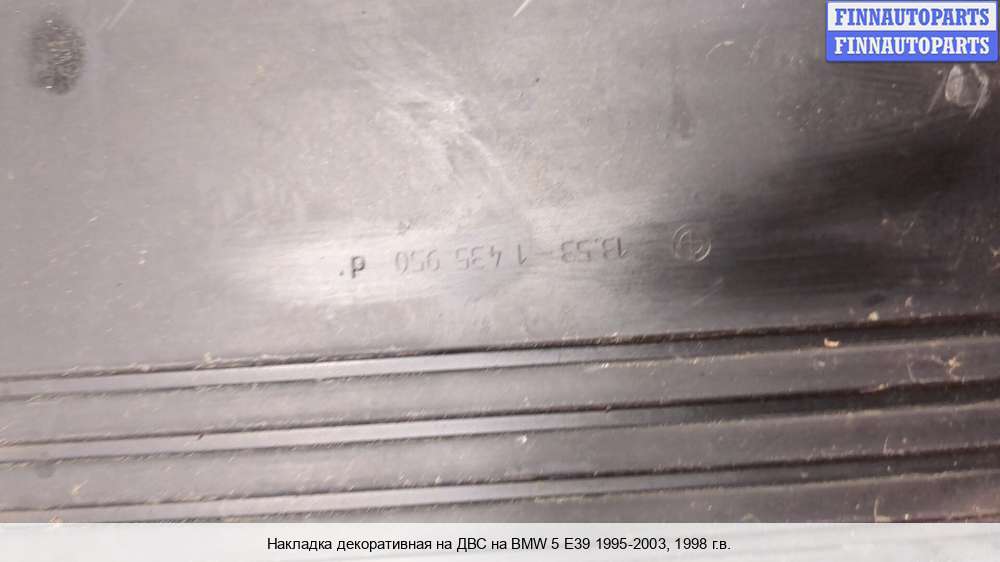 FINNAUTOPARTS
FINNAUTOPARTS
13.53-1 435 950 d.
Накладка декоративная на ДВС на BMW 5 E39 1995-2003, 1998 г.в.